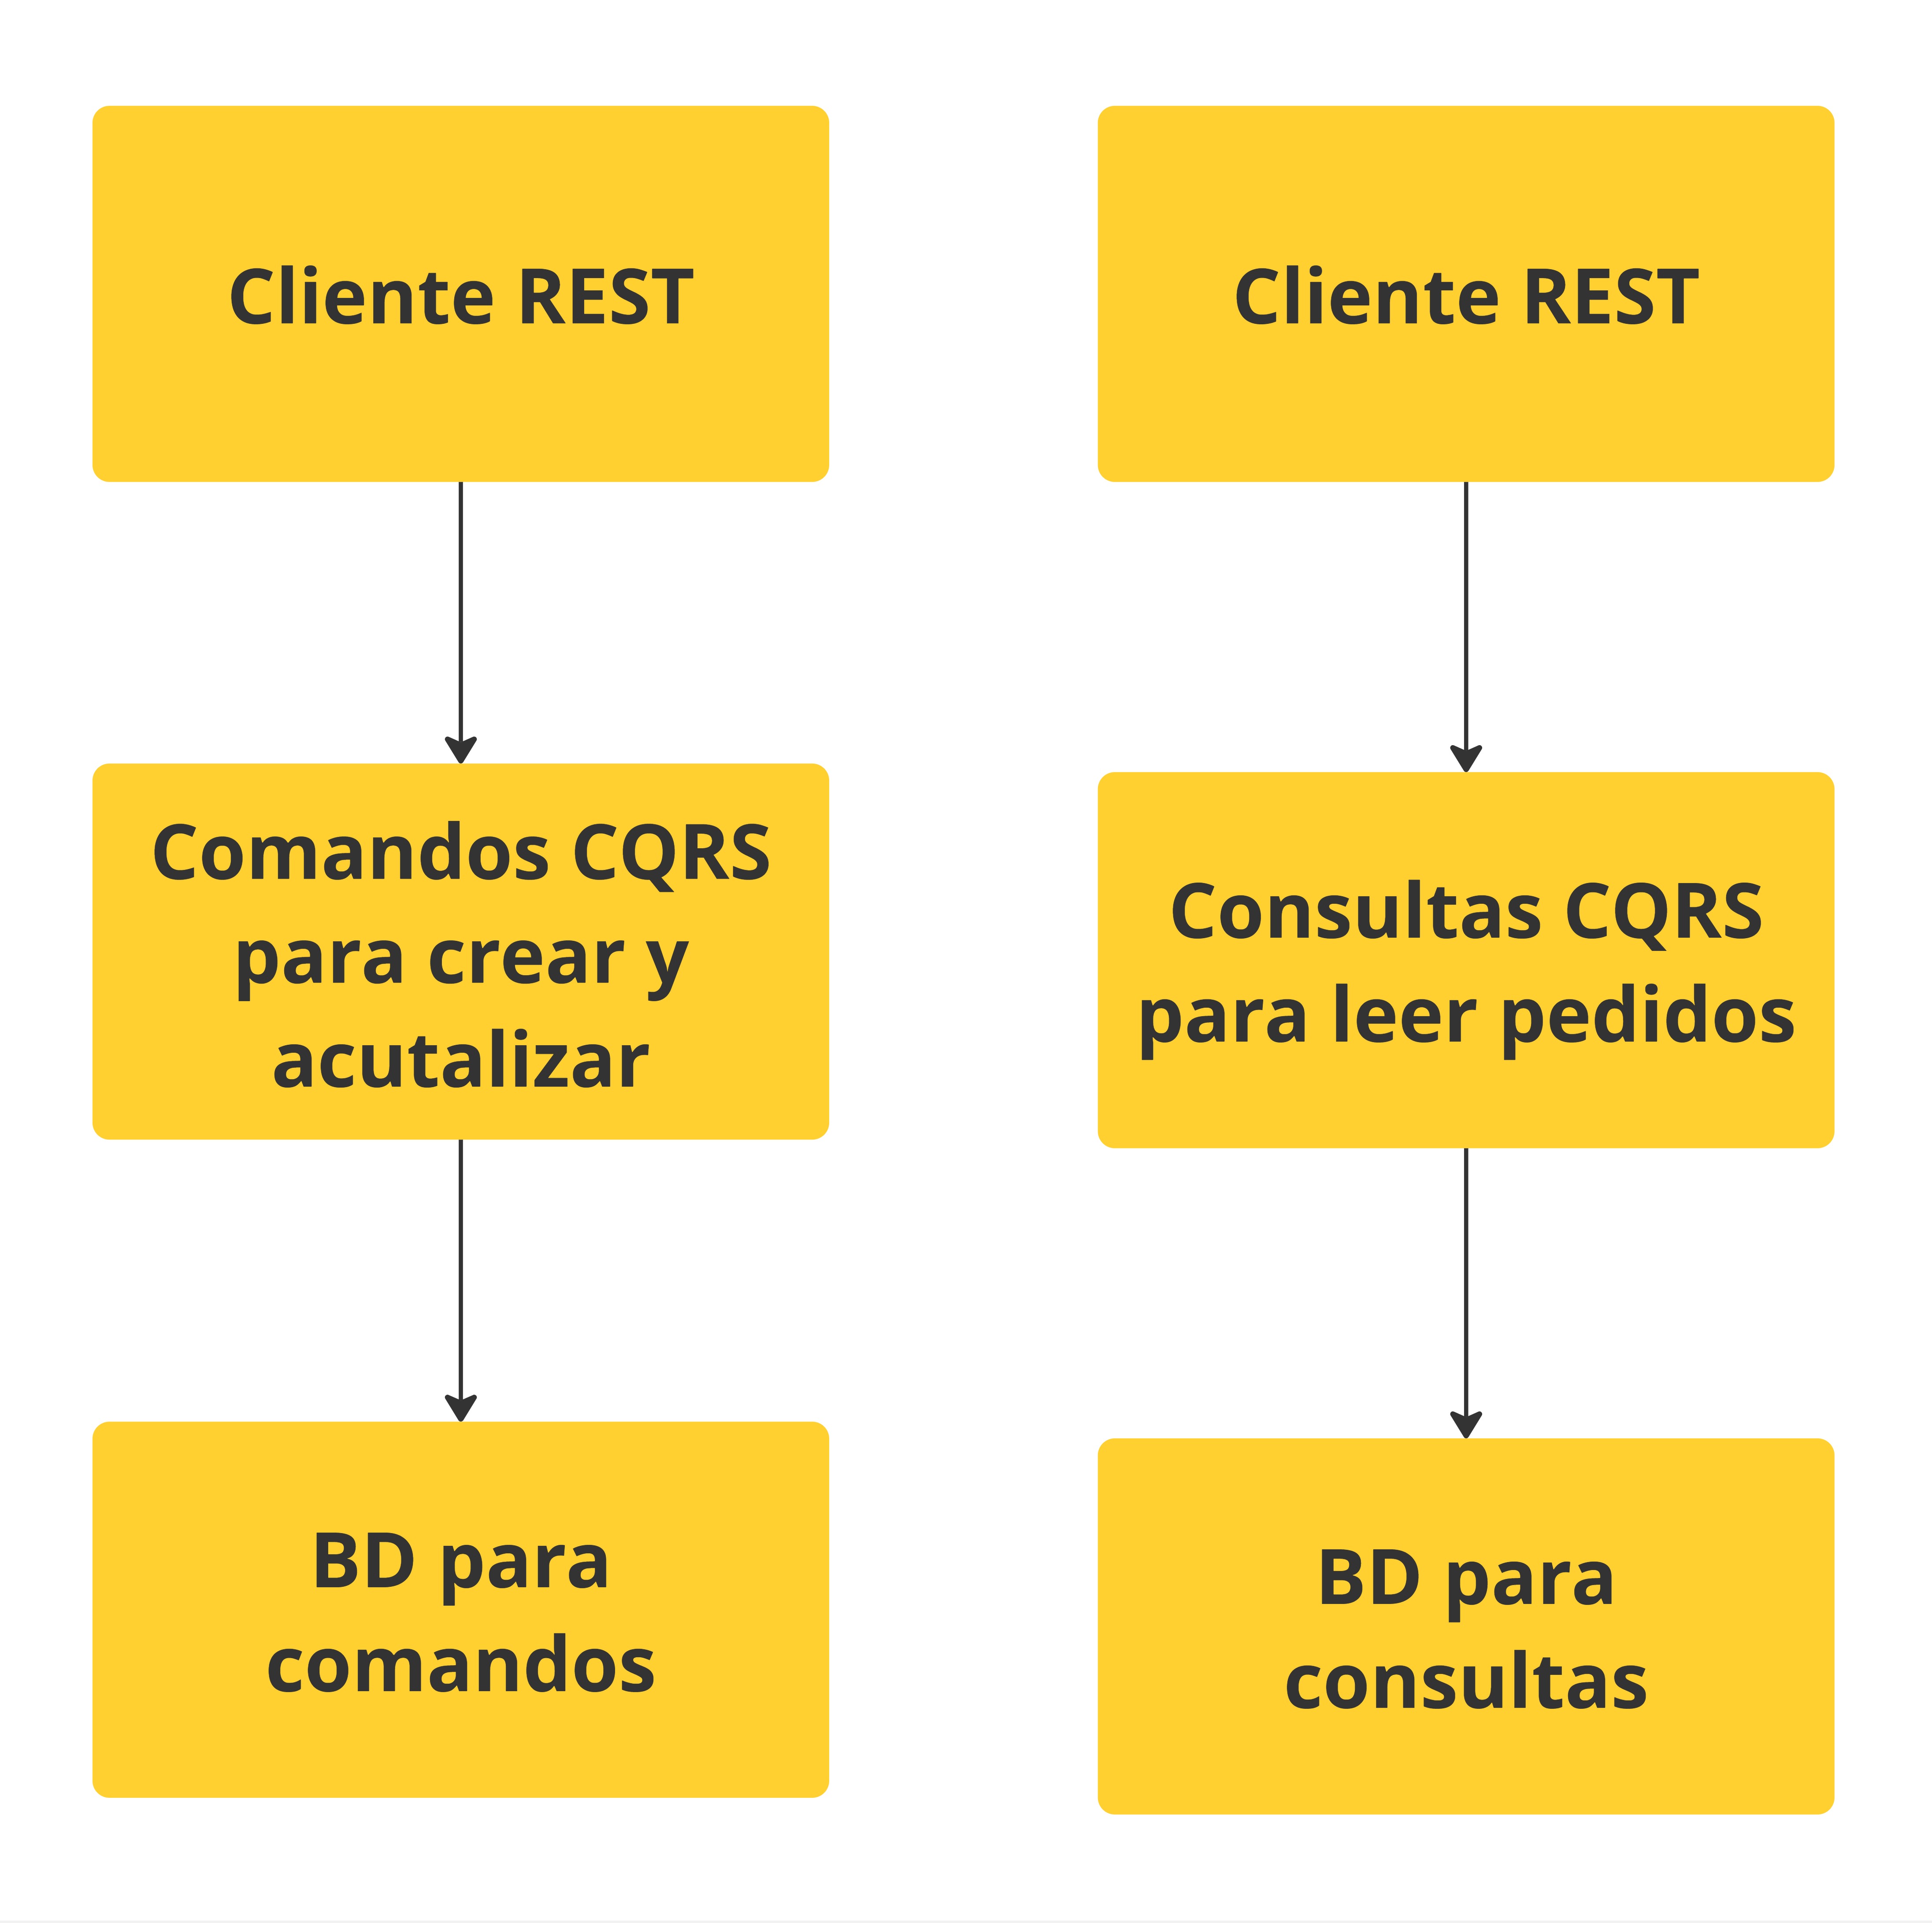 Cliente REST
Cliente REST
Comandos CQRS
para crear y
acutalizar
Consultas CQRS
para leer pedidos
BD para
comandos
BD para
consultas